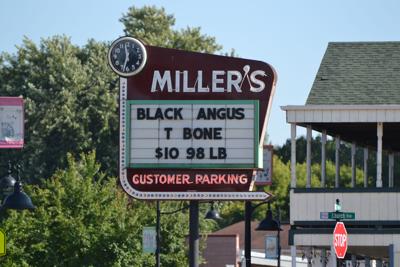 MILLER'S
BLACK ANGUS
T BONE
$10 98 LB
CUSTOMER PARKING
STOP